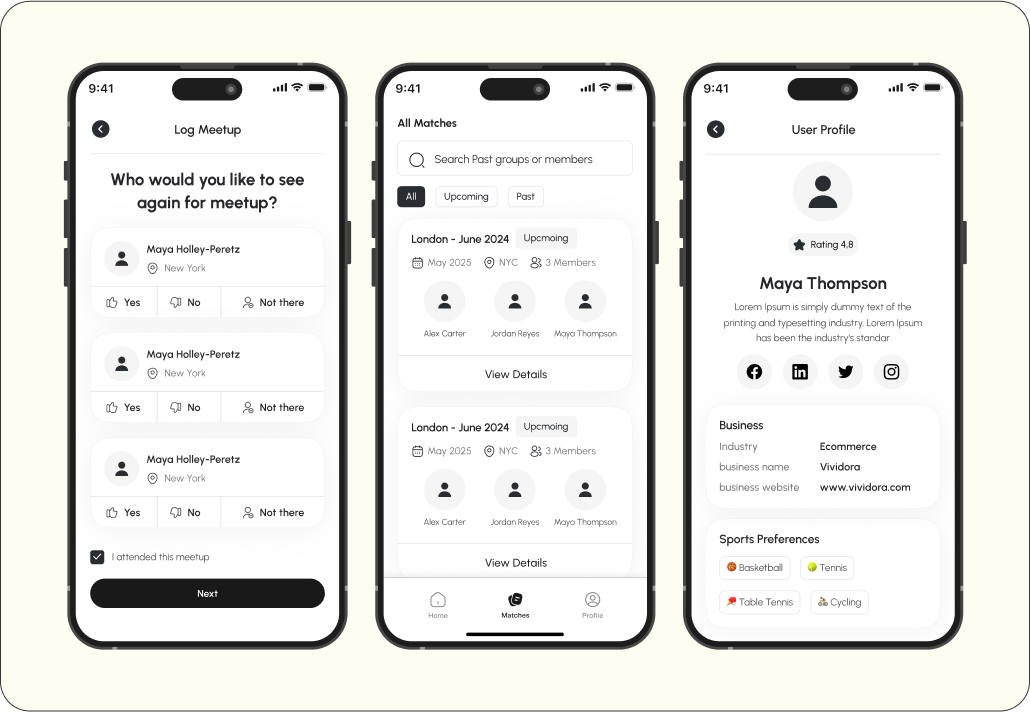 9:41
Log Meetup
Who would you like to see
again for meetup?
Maya Holley-Peretz
New York
Yes No Not there
Maya Holley-Peretz
New York
Yes No Not there
Maya Holley-Peretz
New York
Yes No Not there
I attended this meetup
Next
9:41
All Matches
Search Past groups or members
All Upcoming Past
London - June 2024 Upcmoing
May 2025 NYC 3 Members
Alex Carter Jordan Reyes Maya Thompson
View Details
London - June 2024 Upcmoing
May 2025 NYC 3 Members
Alex Carter Jordan Reyes Maya Thompson
View Details
Home Matches Profile
9:41
User Profile
Rating 4,8
Maya Thompson
Lorem Ipsum is simply dummy text of the
printing and typesetting industry. Lorem Ipsum
has been the industry's standar
Business
Industry Ecommerce
business name Vividora
business website www.vividora.com
Sports Preferences
Basketball Tennis
Table Tennis Cycling